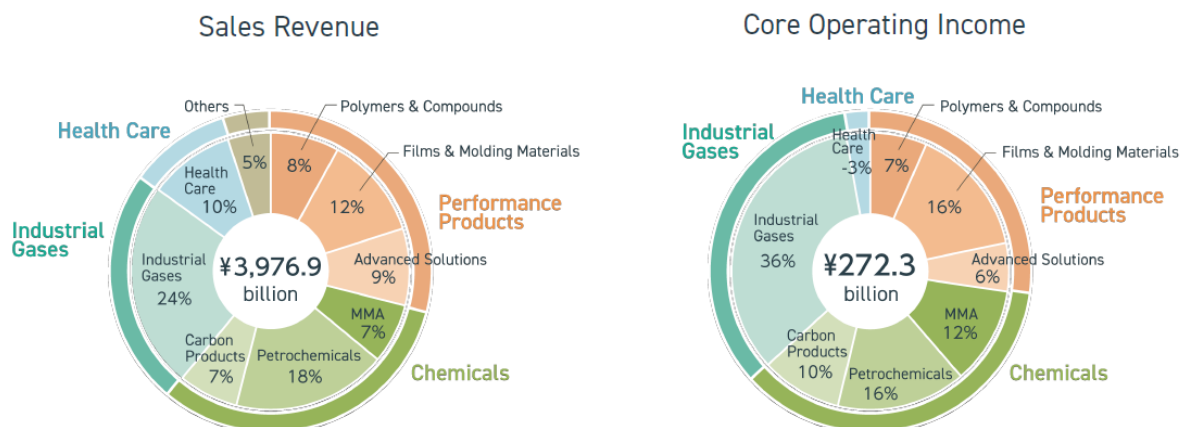 Sales Revenue
Others
Polymers & Compounds
Health Care
Films & Molding Materials
5%
8%
Health
Care
10%
12%
Performance
Products
Industrial
Gases
Industrial
Gases
24%
¥3,976.9
billion
Advanced Solutions
9%
MMA
7%
Carbon
Products
7%
Petrochemicals
18%
Chemicals
Core Operating Income
Health Care
Polymers & Compounds
Industrial
Gases
Health
Care
-3%
7%
Films & Molding Materials
16%
Performance
Products
Industrial
Gases
36%
¥272.3
billion
Advanced Solutions
6%
MMA
12%
Carbon
Products
10%
Petrochemicals
16%
Chemicals